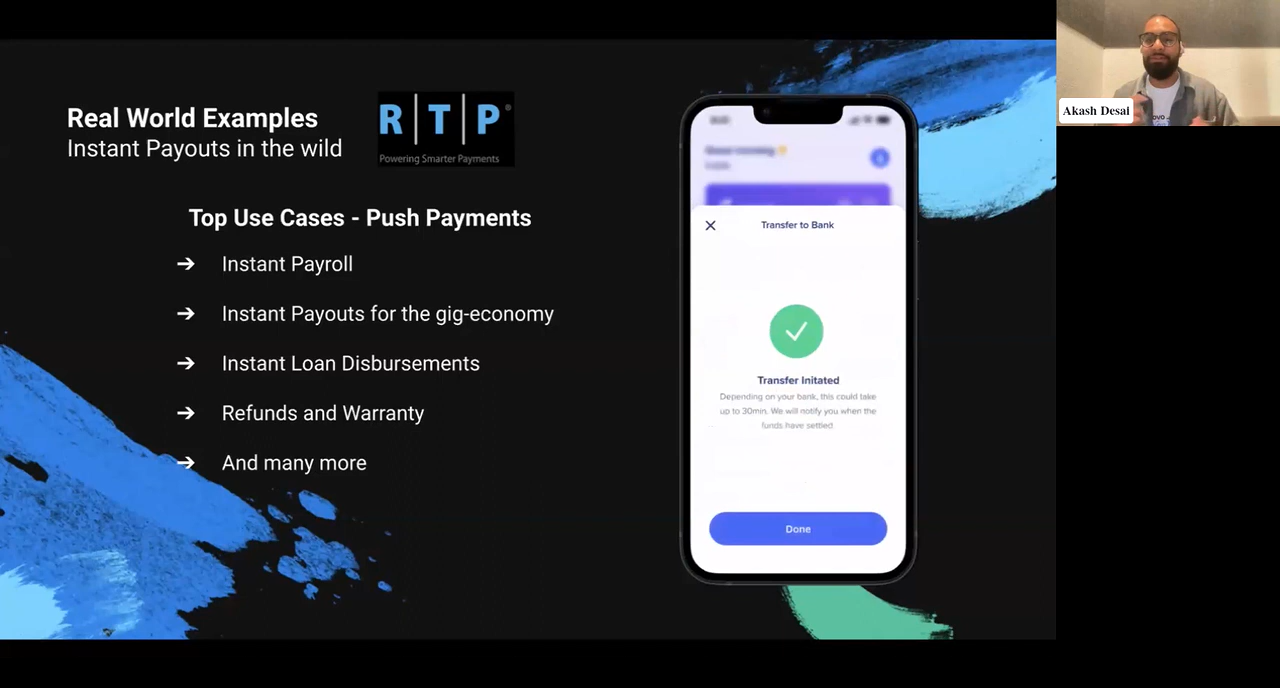 Real World Examples
Instant Payouts in the wild
R|T|P®
Powering Smarter Payments
Top Use Cases - Push Payments
➔ Instant Payroll
➔ Instant Payouts for the gig-economy
➔ Instant Loan Disbursements
➔ Refunds and Warranty
➔ And many more
Transfer to Bank
Transfer Initated
Depending on your bank, this could take
up to 30min. We will notify you when the
funds have settled
Done
Akash Desai